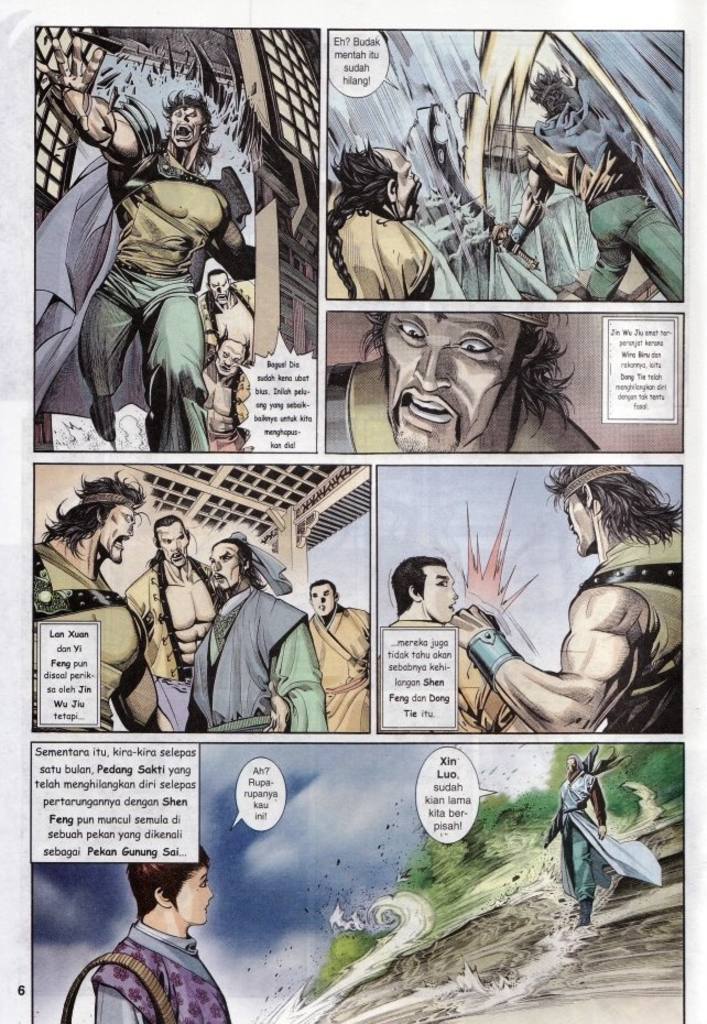 Bagus! Dia
sudah kena ubat
bius. Inilah pelu-
ang yang sebaik-
baiknya untuk kita
menghapus-
kan dia!
Eh? Budak
mentah itu
sudah
hilang!
Jin Wu Jiu amat ter-
peranjat kerana
Wira Biru dan
rakannya, iaitu
Dong Tie telah
menghilangkan diri
dengan tak tentu
fasal.
Lan Xuan
dan Yi
Feng pun
disoal perik-
sa oleh Jin
Wu Jiu
tetapi...
...mereka juga
tidak tahu akan
sebabnya kehi-
langan Shen
Feng dan Dong
Tie itu.
Sementara itu, kira-kira selepas
satu bulan, Pedang Sakti yang
telah menghilangkan diri selepas
pertarungannya dengan Shen
Feng pun muncul semula di
sebuah pekan yang dikenali
sebagai Pekan Gunung Sai...
Ah?
Rupa-
rupanya
kau
ini!
Xin
Luo,
sudah
kian lama
kita ber-
pisah!
6